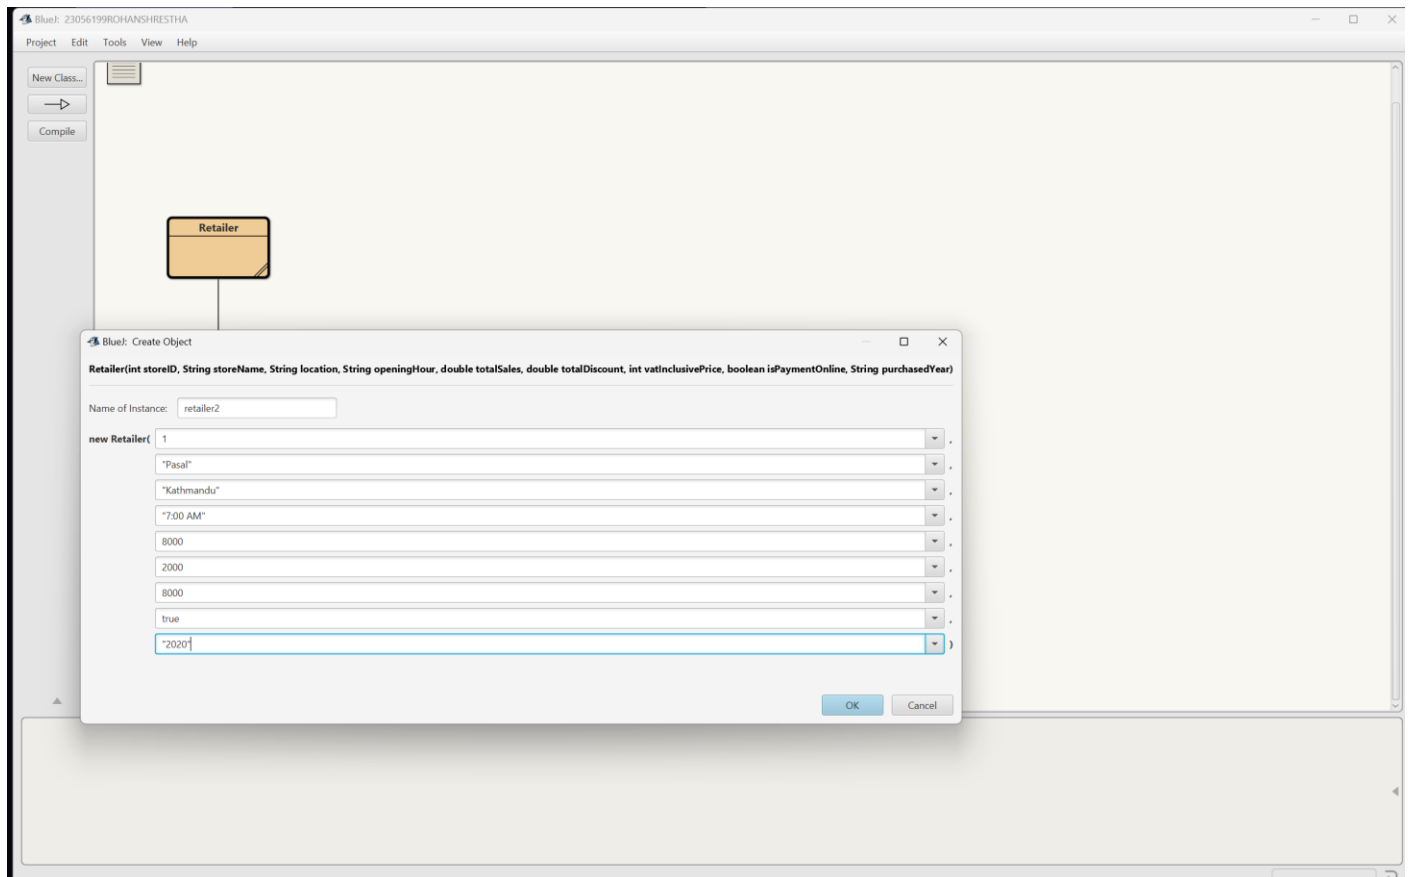 BlueJ: 23056199ROHANSHRESTHA
Project Edit Tools View Help
New Class...
Compile
Retailer
BlueJ: Create Object
Retailer(int storeID, String storeName, String location, String openingHour, double totalSales, double totalDiscount, int vatInclusivePrice, boolean isPaymentOnline, String purchasedYear)
Name of Instance: retailer2
new Retailer( 1 ,
"Pasal" ,
"Kathmandu" ,
"7:00 AM" ,
8000 ,
2000 ,
8000 ,
true ,
"2020" )
OK Cancel